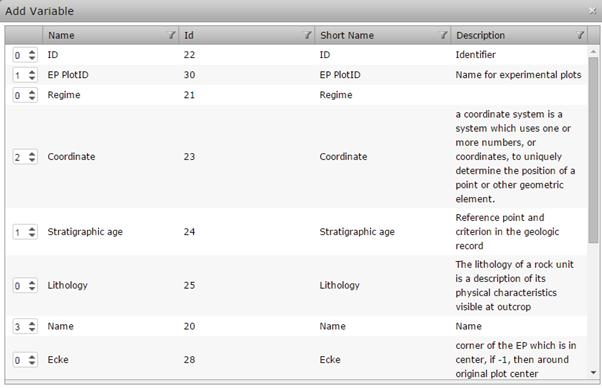 Add Variable
Name Id Short Name Description
0 ID 22 ID Identifier
1 EP PlotID 30 EP PlotID Name for experimental plots
0 Regime 21 Regime
2 Coordinate 23 Coordinate a coordinate system is a
system which uses one or
more numbers, or
coordinates, to uniquely
determine the position of a
point or other geometric
element.
1 Stratigraphic age 24 Stratigraphic age Reference point and
criterion in the geologic
record
0 Lithology 25 Lithology The lithology of a rock unit
is a description of its
physical characteristics
visible at outcrop
3 Name 20 Name Name
0 Ecke 28 Ecke corner of the EP which is in
center, if -1, then around
original plot center